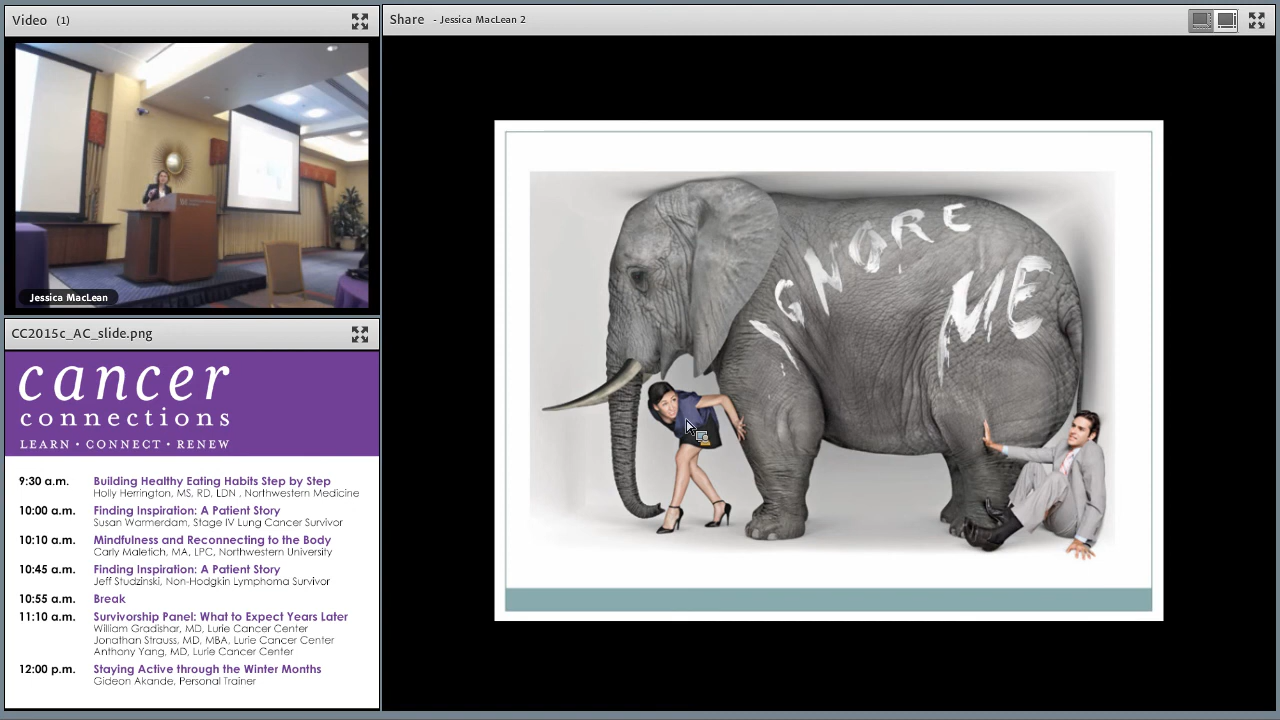 Video (1)
Jessica MacLean
CC2015c_AC_slide.png
cancer
connections
LEARN • CONNECT • RENEW
9:30 a.m. Building Healthy Eating Habits Step by Step
Holly Herrington, MS, RD, LDN , Northwestern Medicine
10:00 a.m. Finding Inspiration: A Patient Story
Susan Warmerdam, Stage IV Lung Cancer Survivor
10:10 a.m. Mindfulness and Reconnecting to the Body
Carly Maletich, MA, LPC, Northwestern University
10:45 a.m. Finding Inspiration: A Patient Story
Jeff Studzinski, Non-Hodgkin Lymphoma Survivor
10:55 a.m. Break
11:10 a.m. Survivorship Panel: What to Expect Years Later
William Gradishar, MD, Lurie Cancer Center
Jonathan Strauss, MD, MBA, Lurie Cancer Center
Anthony Yang, MD, Lurie Cancer Center
12:00 p.m. Staying Active through the Winter Months
Gideon Akande, Personal Trainer
Share - Jessica MacLean 2
IGNORE
ME